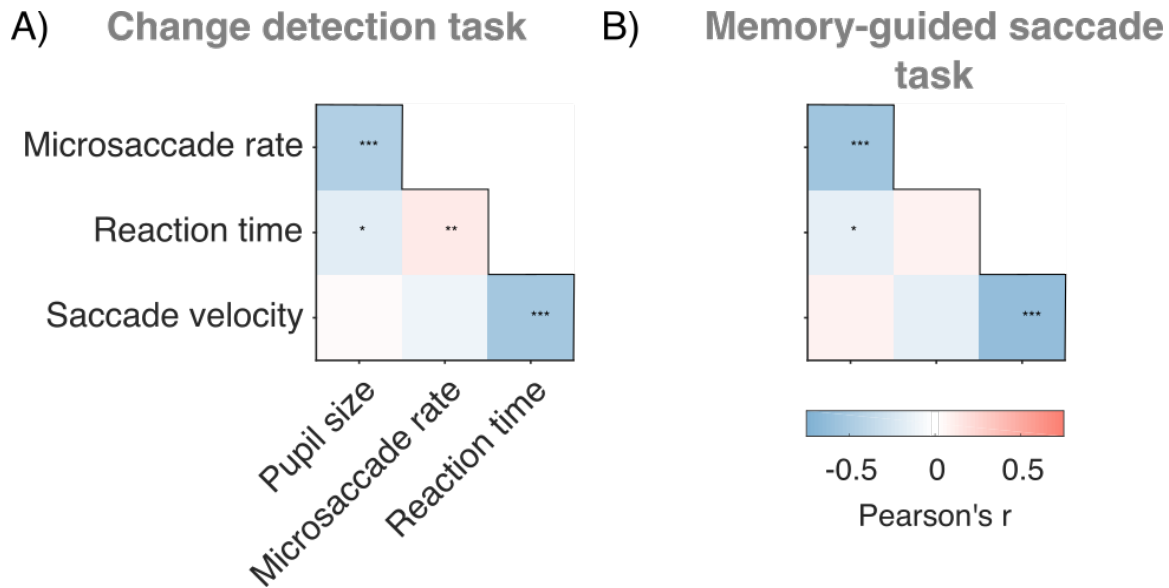 A) Change detection task
B) Memory-guided saccade
task
Microsaccade rate
***
***
Reaction time
* **
*
Saccade velocity
***
***
Pupil size
Microsaccade rate
Reaction time
-0.5 0 0.5
Pearson's r